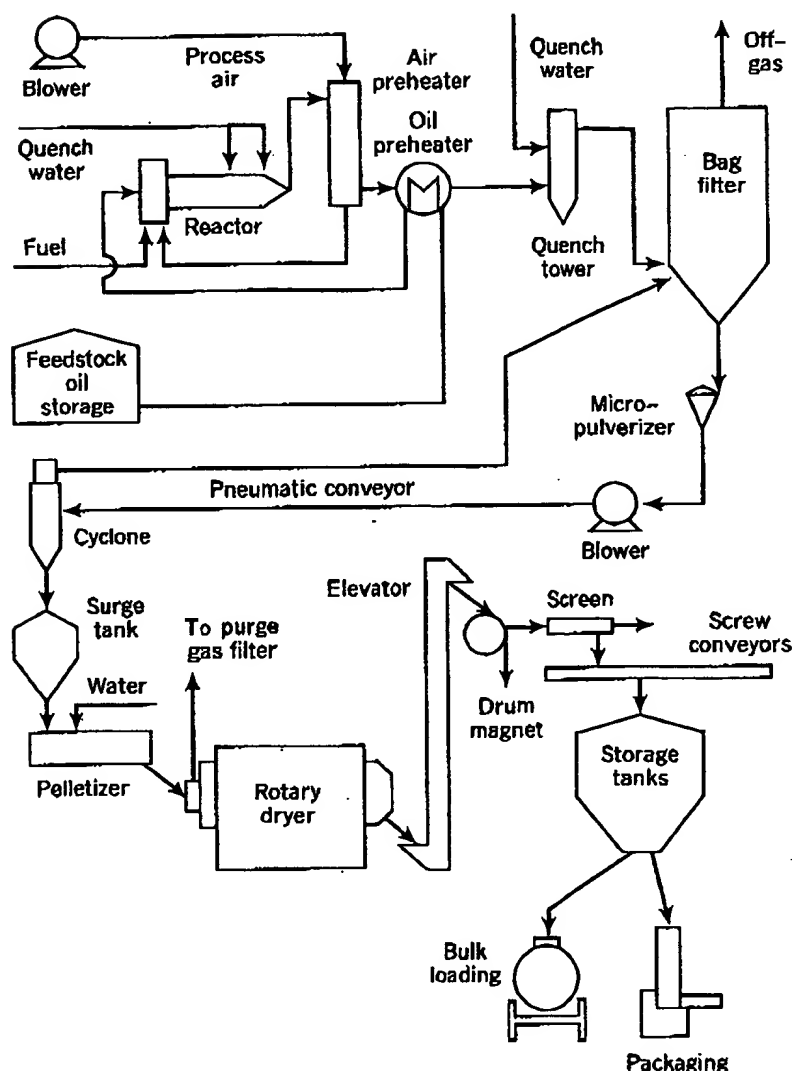 Blower
Process
air
Air
preheater
Oil
preheater
Quench
water
Off-
gas
Quench
water
Reactor
Fuel
Quench
tower
Bag
filter
Feedstock
oil
storage
Micro-
pulverizer
Pneumatic conveyor
Cyclone
Blower
Surge
tank
To purge
gas filter
Elevator
Screen
Screw
conveyors
Water
Drum
magnet
Pelletizer
Rotary
dryer
Storage
tanks
Bulk
loading
Packaging